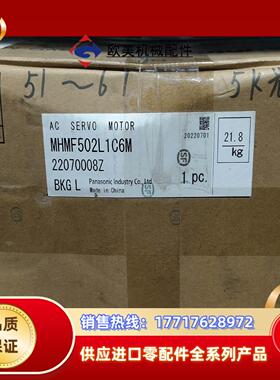 欧美机械配件
51~61
5K
AC SERVO MOTOR
MHMF502L1C6M
22070008Z
BKG L
Panasonic Industry Co., Ltd.
Made in China
20220701
21.8
kg
1 pc.
品质
保证
销售热线：17717628972
供应进口零配件全系列产品